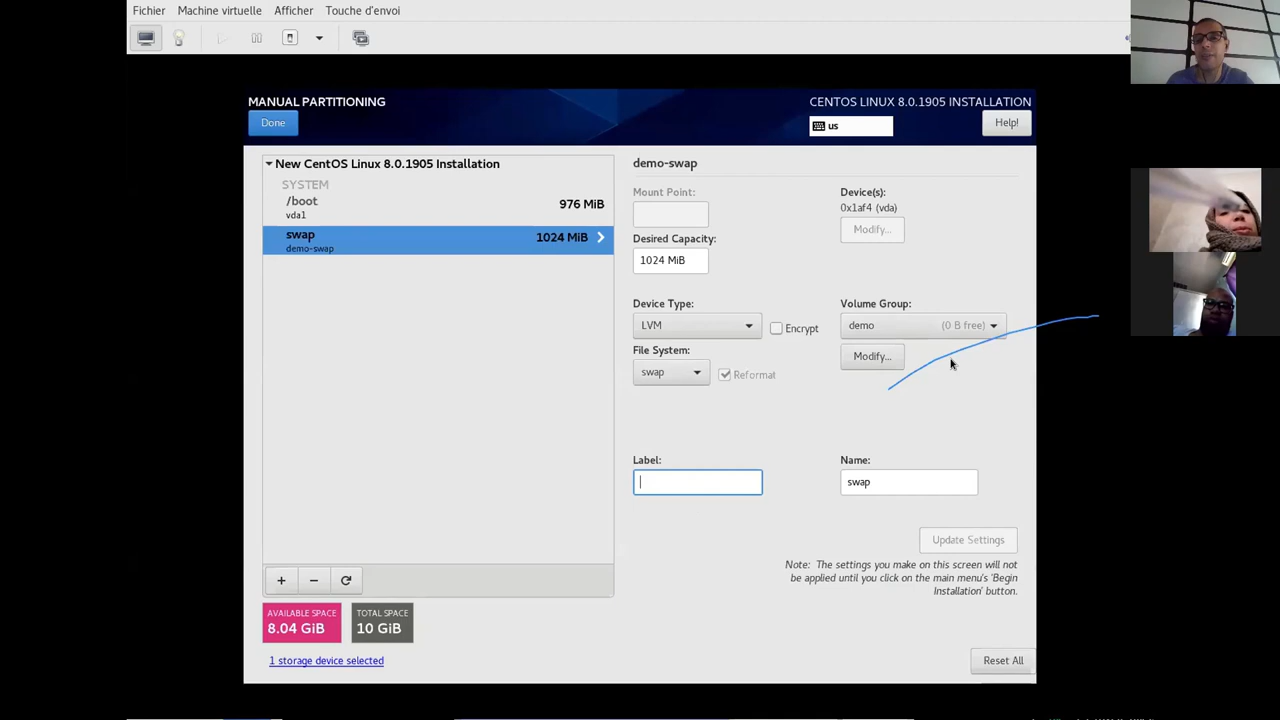 Fichier Machine virtuelle Afficher Touche d'envoi
MANUAL PARTITIONING
CENTOS LINUX 8.0.1905 INSTALLATION
Done
us
Help!
New CentOS Linux 8.0.1905 Installation
SYSTEM
/boot
976 MiB
vda1
swap
1024 MiB
demo-swap
demo-swap
Mount Point:
Device(s):
0x1af4 (vda)
Modify...
Desired Capacity:
1024 MiB
Device Type:
Volume Group:
LVM
Encrypt
demo (0 B free)
File System:
Modify...
swap
Reformat
Label:
Name:
swap
Update Settings
Note: The settings you make on this screen will not
be applied until you click on the main menu's 'Begin
Installation' button.
+ −
AVAILABLE SPACE
8.04 GiB
TOTAL SPACE
10 GiB
1 storage device selected
Reset All